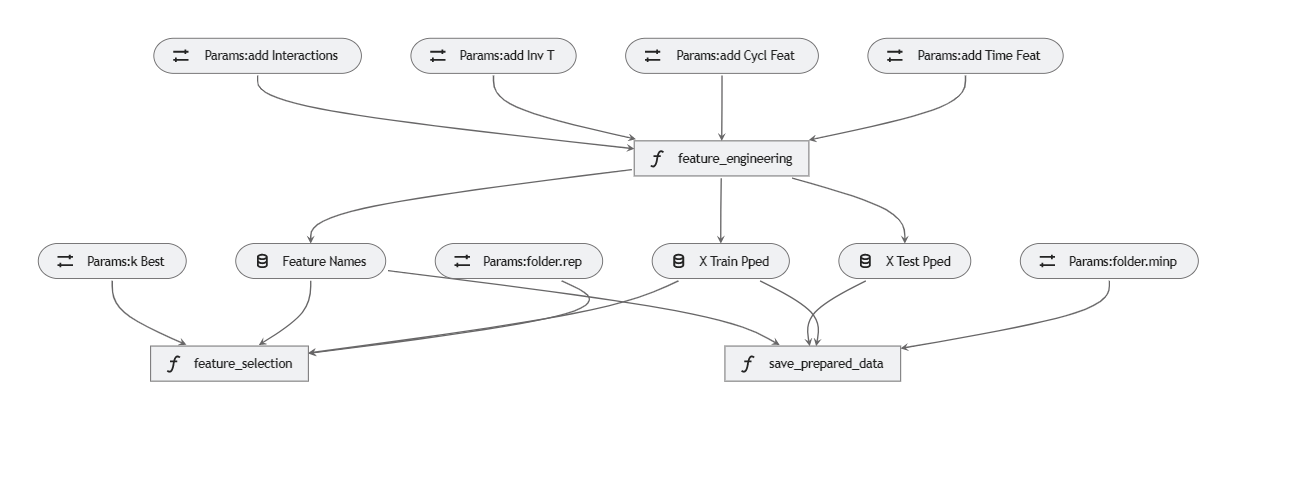 Params:add Interactions
Params:add Inv T
Params:add Cycl Feat
Params:add Time Feat
feature_engineering
Params:k Best
Feature Names
Params:folder.rep
X Train Pped
X Test Pped
Params:folder.minp
feature_selection
save_prepared_data